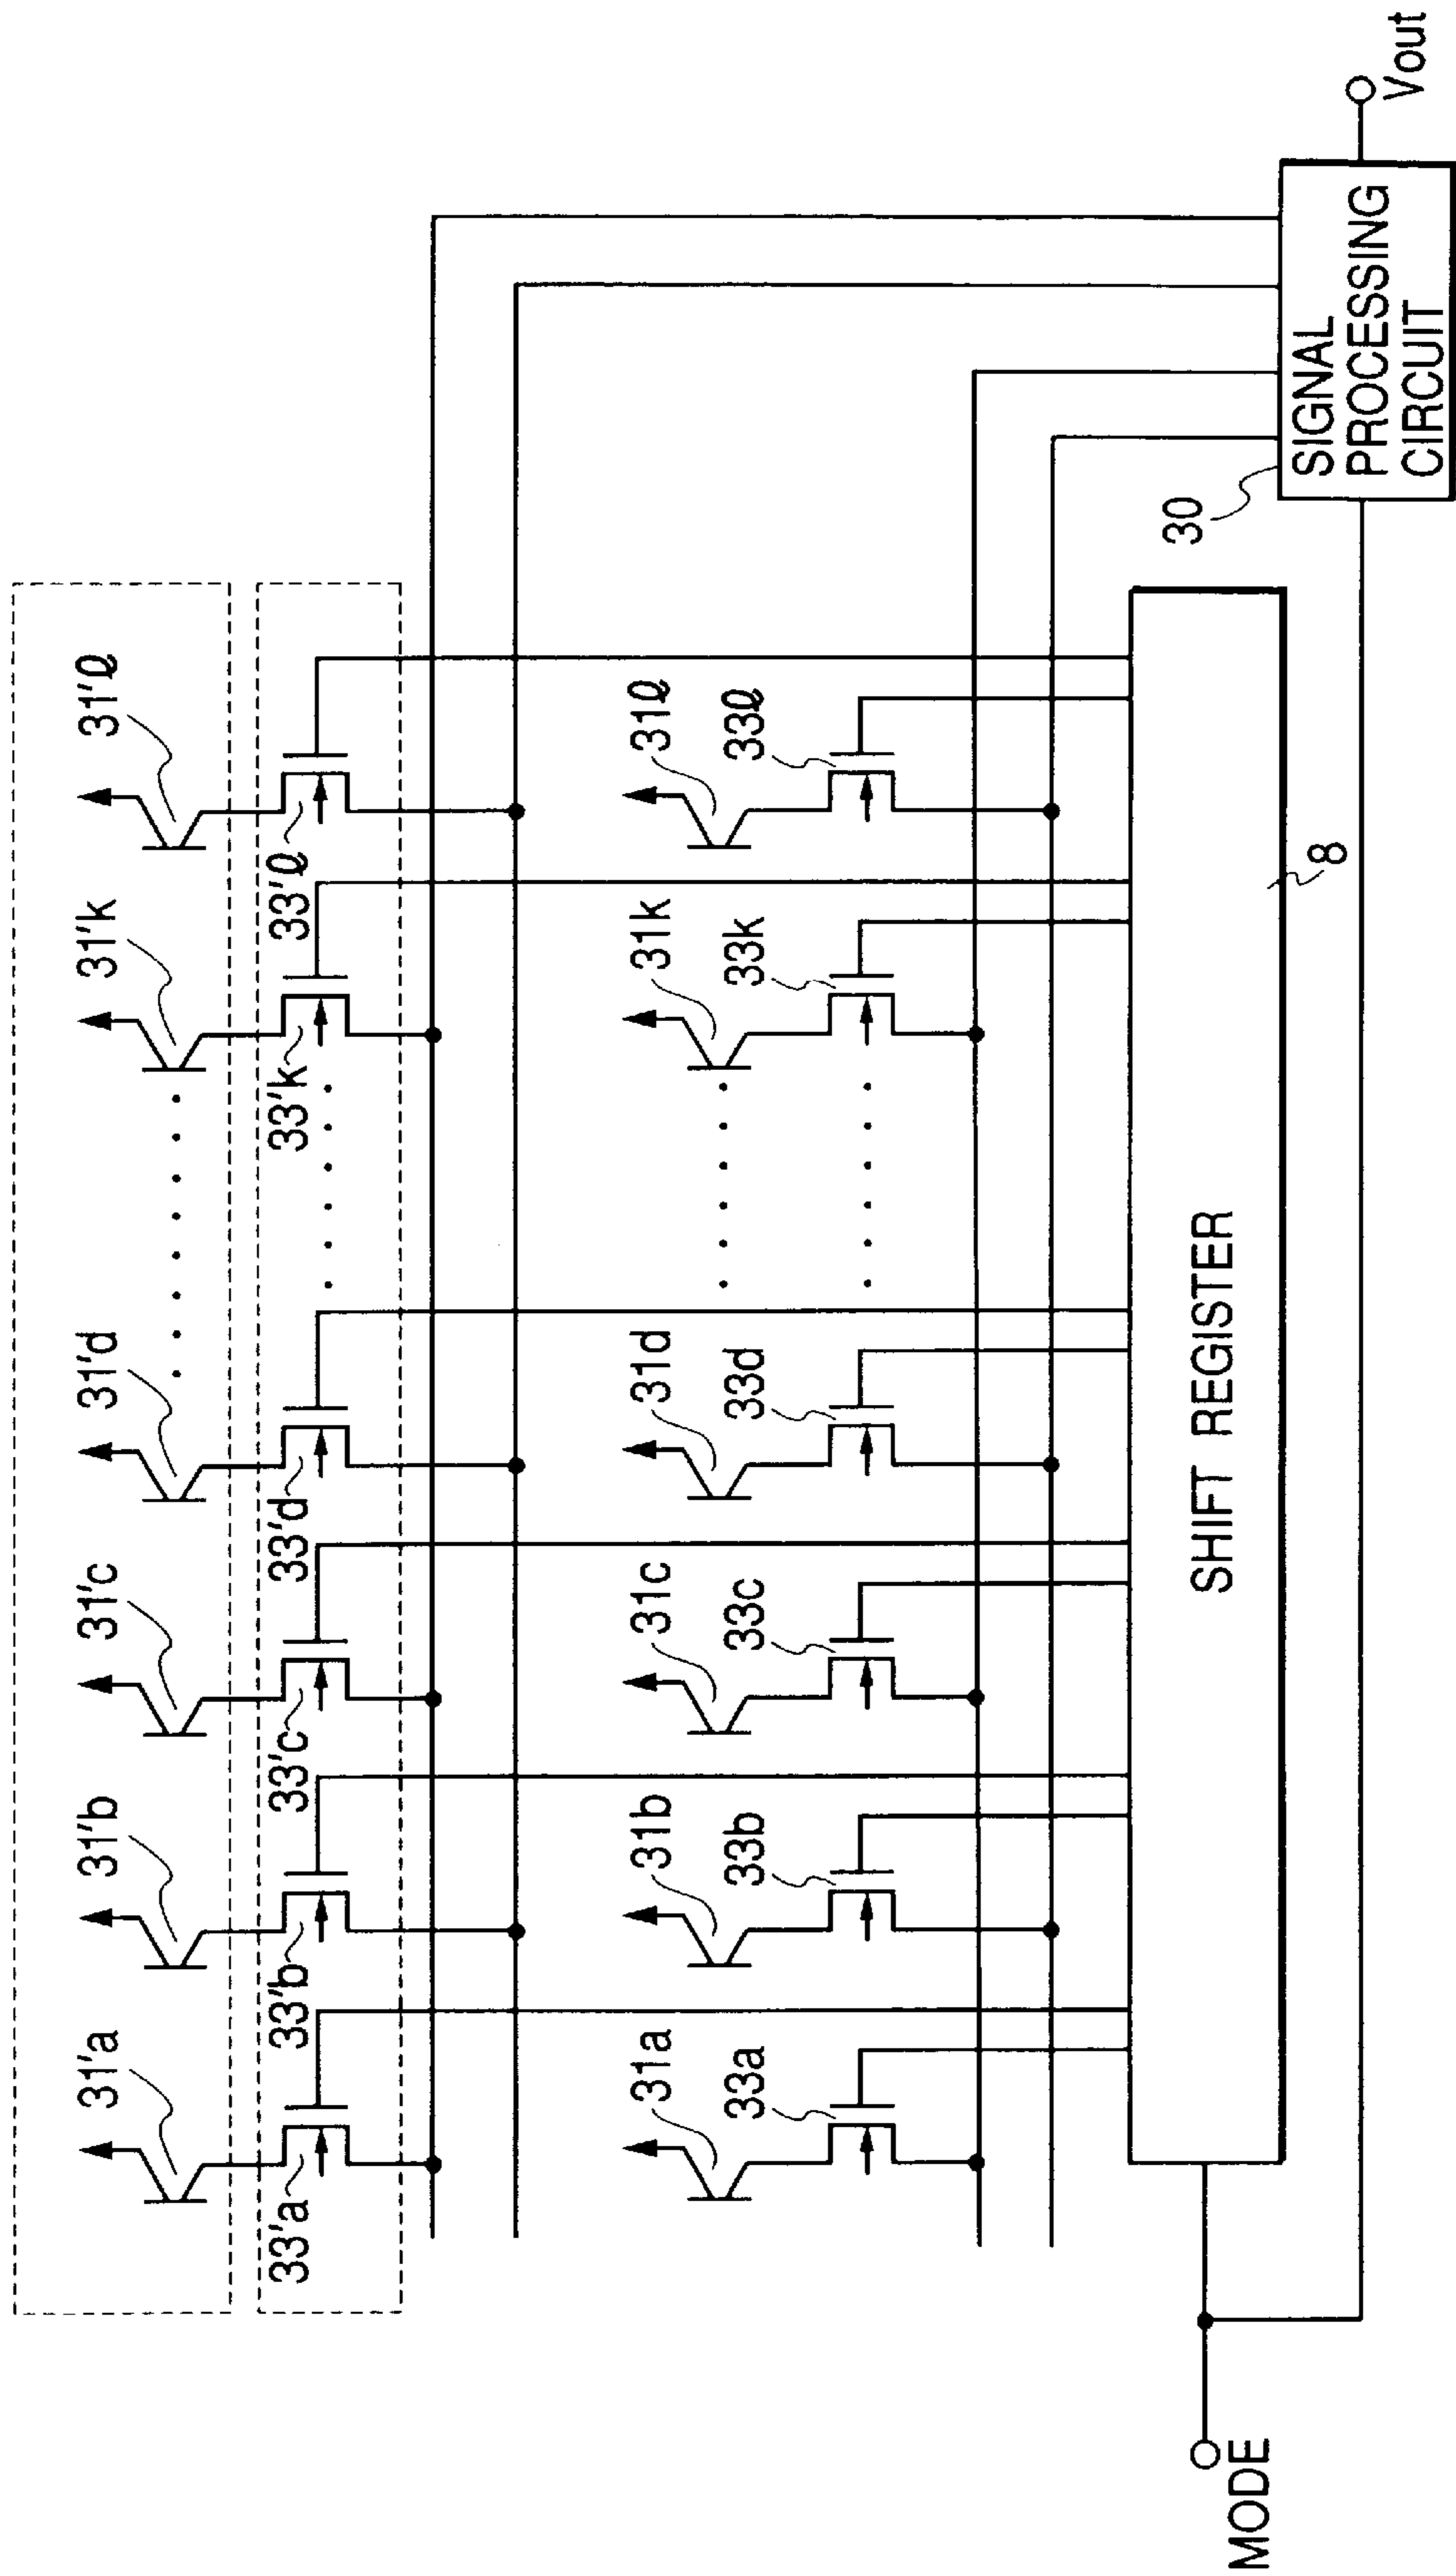 31'a
31'b
31'c
31'd
31'k
31'ℓ
33'a
33'b
33'c
33'd
33'k
33'ℓ
31a
31b
31c
31d
31k
31ℓ
33a
33b
33c
33d
33k
33ℓ
30
SHIFT REGISTER
8
SIGNAL
PROCESSING
CIRCUIT
MODE
Vout